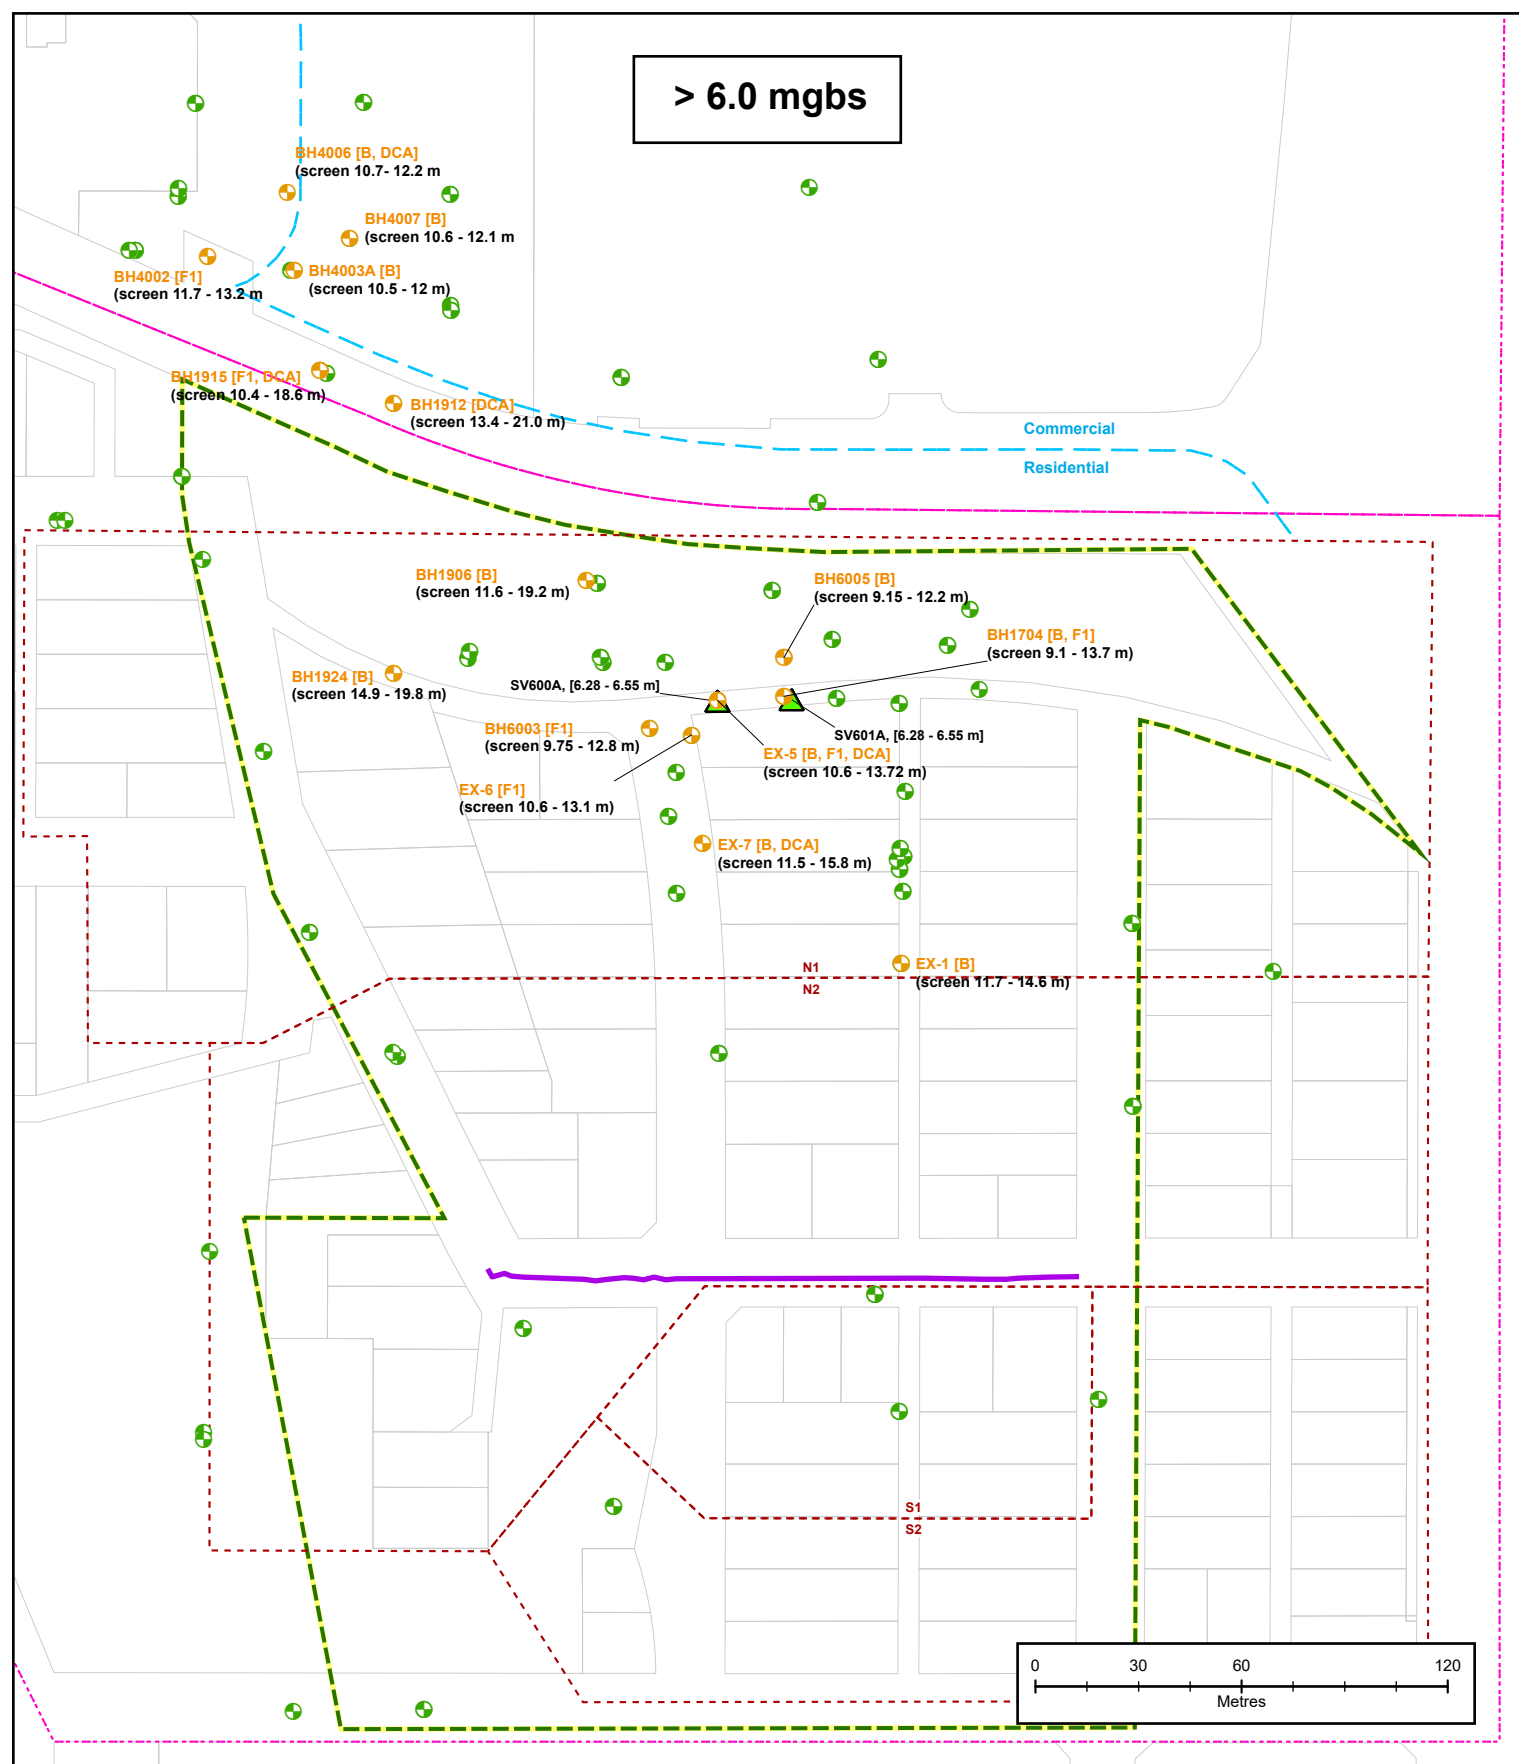 > 6.0 mgbs
BH4006 [B, DCA]
(screen 10.7- 12.2 m
BH4007 [B]
(screen 10.6 - 12.1 m
BH4002 [F1]
(screen 11.7 - 13.2 m
BH4003A [B]
(screen 10.5 - 12 m)
BH1915 [F1, DCA]
(screen 10.4 - 18.6 m)
BH1912 [DCA]
(screen 13.4 - 21.0 m)
Commercial
Residential
BH1906 [B]
(screen 11.6 - 19.2 m)
BH6005 [B]
(screen 9.15 - 12.2 m)
BH1704 [B, F1]
(screen 9.1 - 13.7 m)
BH1924 [B]
(screen 14.9 - 19.8 m)
SV600A, [6.28 - 6.55 m]
BH6003 [F1]
(screen 9.75 - 12.8 m)
SV601A, [6.28 - 6.55 m]
EX-5 [B, F1, DCA]
(screen 10.6 - 13.72 m)
EX-6 [F1]
(screen 10.6 - 13.1 m)
EX-7 [B, DCA]
(screen 11.5 - 15.8 m)
EX-1 [B]
(screen 11.7 - 14.6 m)
N1
N2
S1
S2
0 30 60 120
Metres